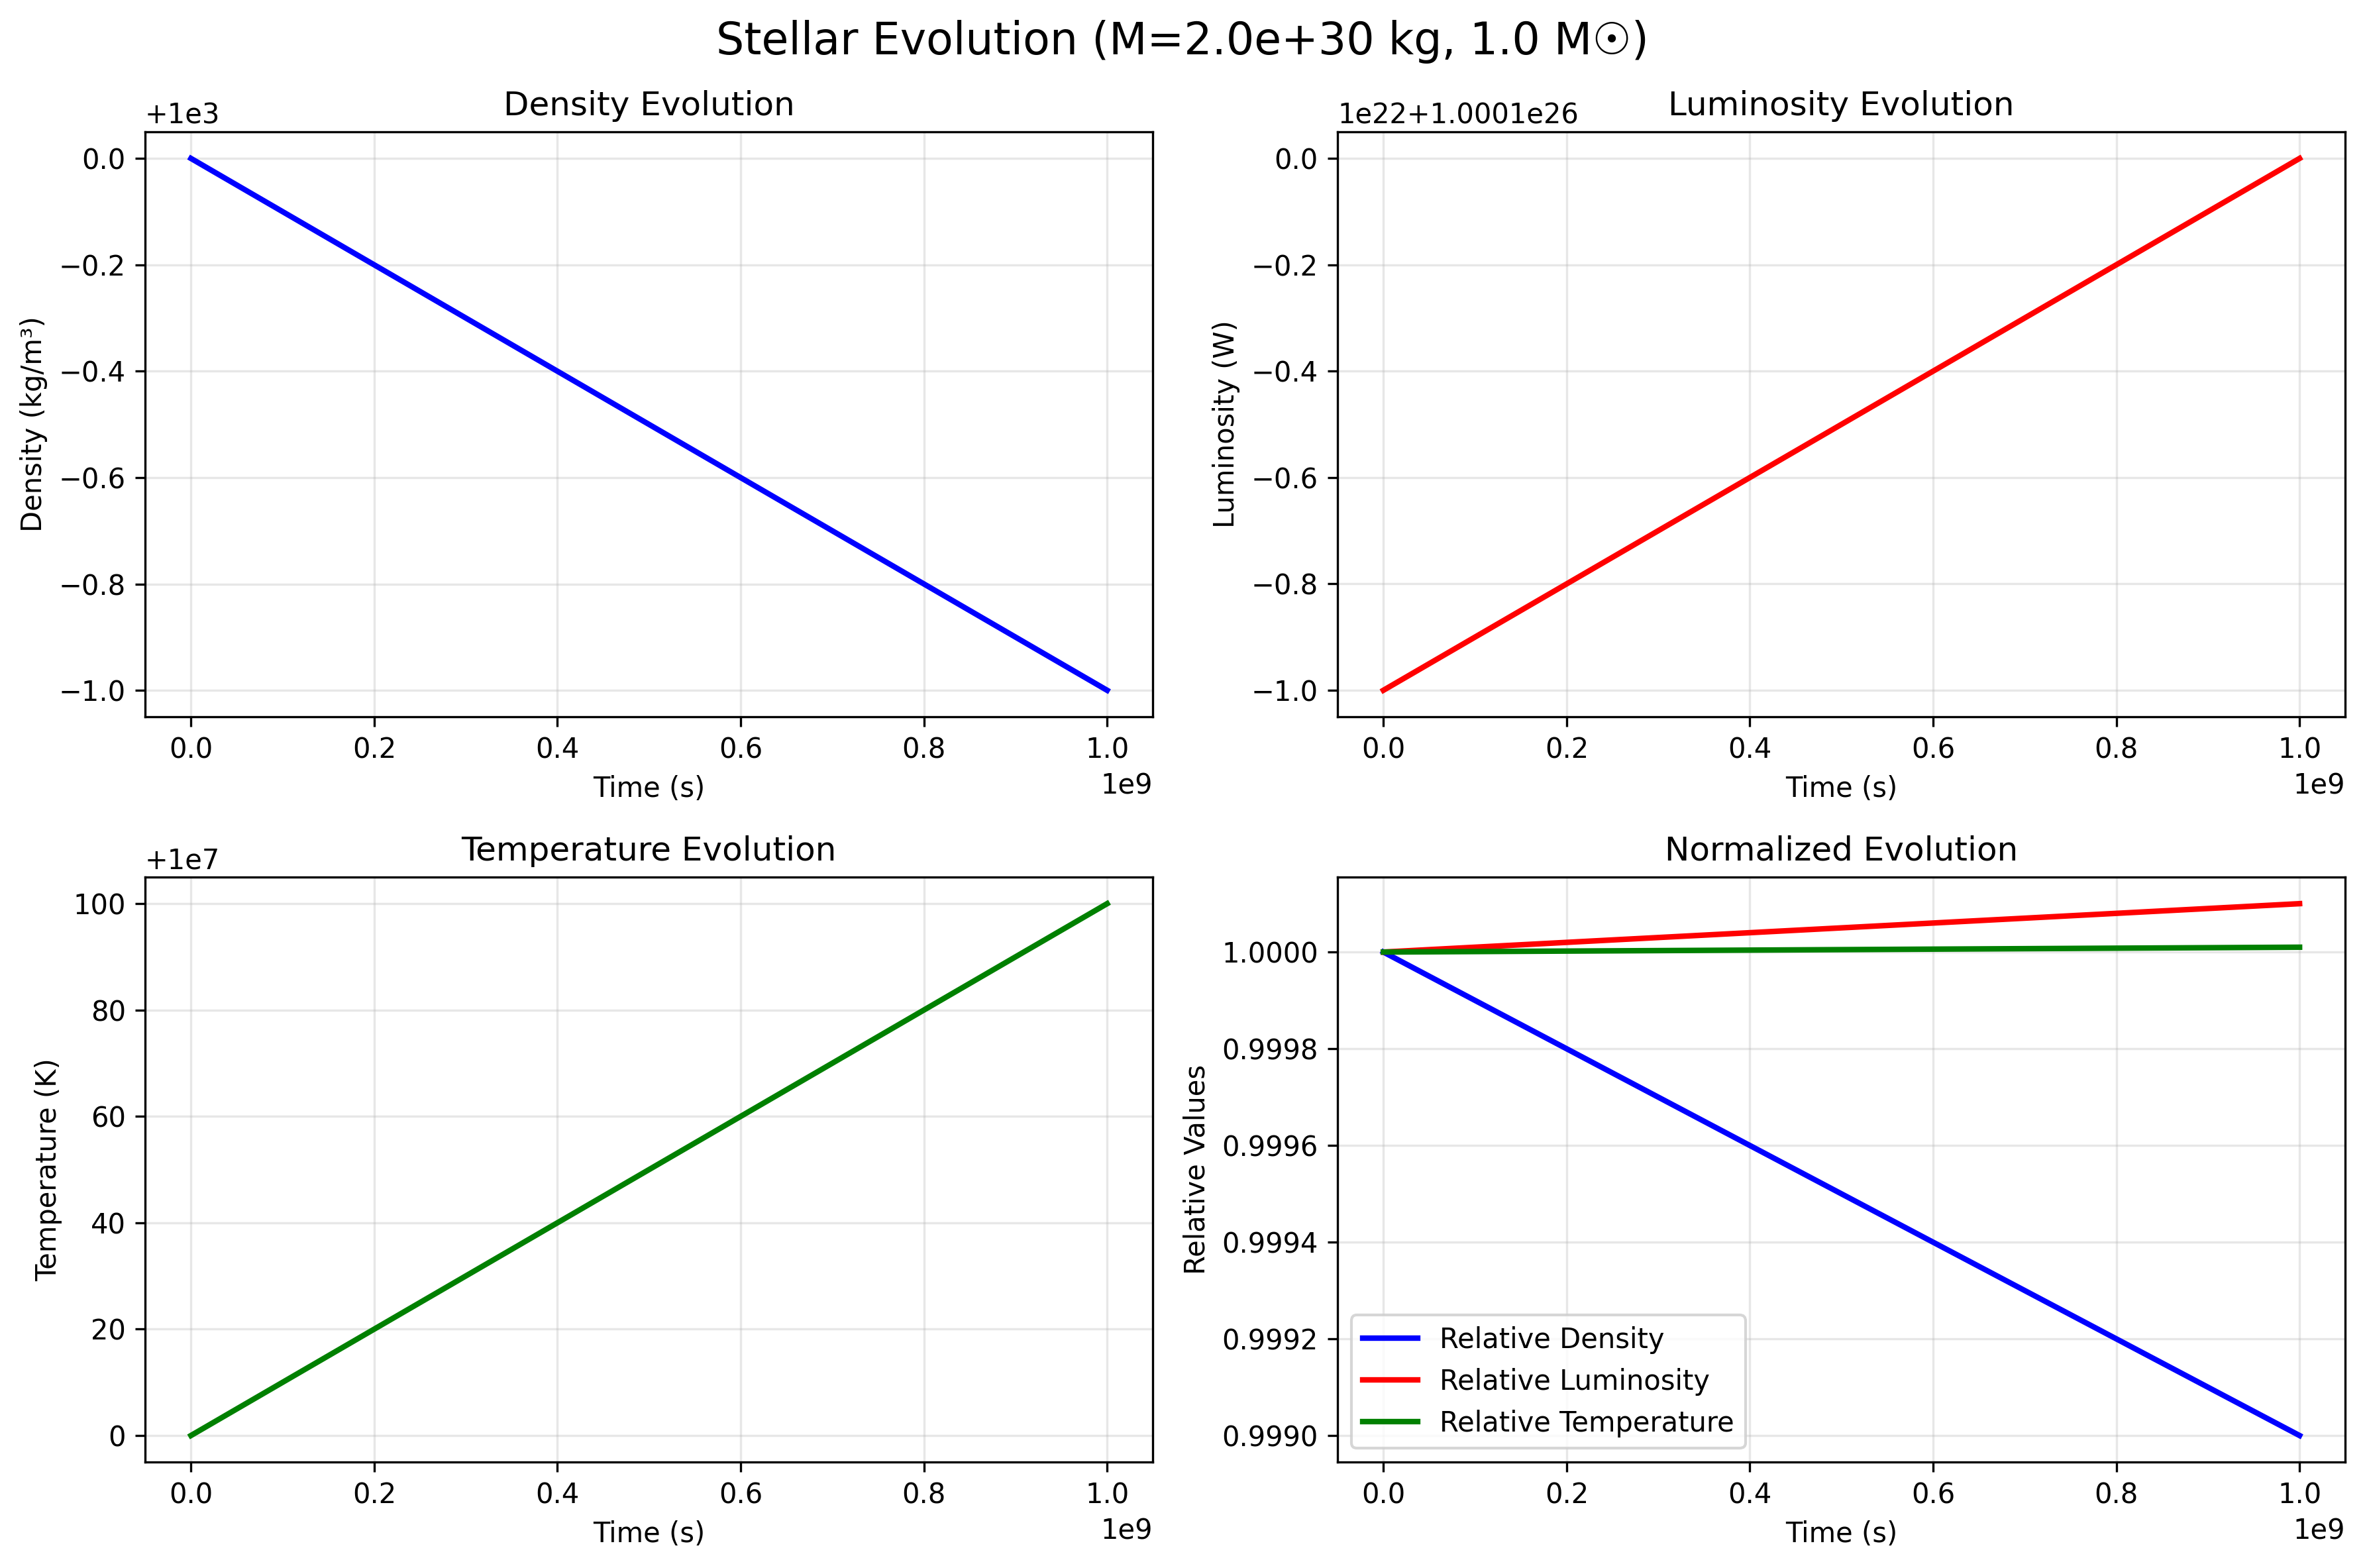 Stellar Evolution (M=2.0e+30 kg, 1.0 M☉)
Density Evolution
+1e3
Density (kg/m³)
0.0
−0.2
−0.4
−0.6
−0.8
−1.0
0.0 0.2 0.4 0.6 0.8 1.0
Time (s)
1e9
Luminosity Evolution
1e22+1.0001e26
Luminosity (W)
0.0
−0.2
−0.4
−0.6
−0.8
−1.0
0.0 0.2 0.4 0.6 0.8 1.0
Time (s)
1e9
Temperature Evolution
+1e7
Temperature (K)
100
80
60
40
20
0
0.0 0.2 0.4 0.6 0.8 1.0
Time (s)
1e9
Normalized Evolution
Relative Values
1.0000
0.9998
0.9996
0.9994
0.9992
0.9990
Relative Density
Relative Luminosity
Relative Temperature
0.0 0.2 0.4 0.6 0.8 1.0
Time (s)
1e9